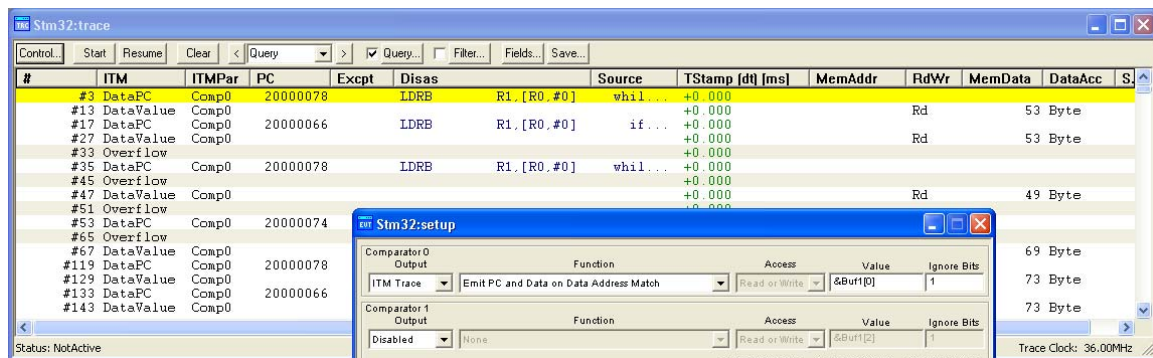 TRC Stm32:trace
Control... Start Resume Clear < Query > Query... Filter... Fields... Save...
# ITM ITMPar PC Excpt Disas Source TStamp [dt] [ms] MemAddr RdWr MemData DataAcc S.
#3 DataPC Comp0 20000078 LDRB R1,[R0,#0] whil... +0.000
#13 DataValue Comp0 +0.000 Rd 53 Byte
#17 DataPC Comp0 20000066 LDRB R1,[R0,#0] if... +0.000
#27 DataValue Comp0 +0.000 Rd 53 Byte
#33 Overflow +0.000
#35 DataPC Comp0 20000078 LDRB R1,[R0,#0] whil... +0.000
#45 Overflow +0.000
#47 DataValue Comp0 +0.000 Rd 49 Byte
#51 Overflow
#53 DataPC Comp0 20000074
#65 Overflow
#67 DataValue Comp0 69 Byte
#119 DataPC Comp0 20000078
#129 DataValue Comp0 73 Byte
#133 DataPC Comp0 20000066
#143 DataValue Comp0 73 Byte
Status: NotActive Trace Clock: 36.00MHz
Stm32:setup
Comparator 0
Output Function Access Value Ignore Bits
ITM Trace Emit PC and Data on Data Address Match Read or Write &Buf1[0] 1
Comparator 1
Output Function Access Value Ignore Bits
Disabled None Read or Write &Buf1[2] 1